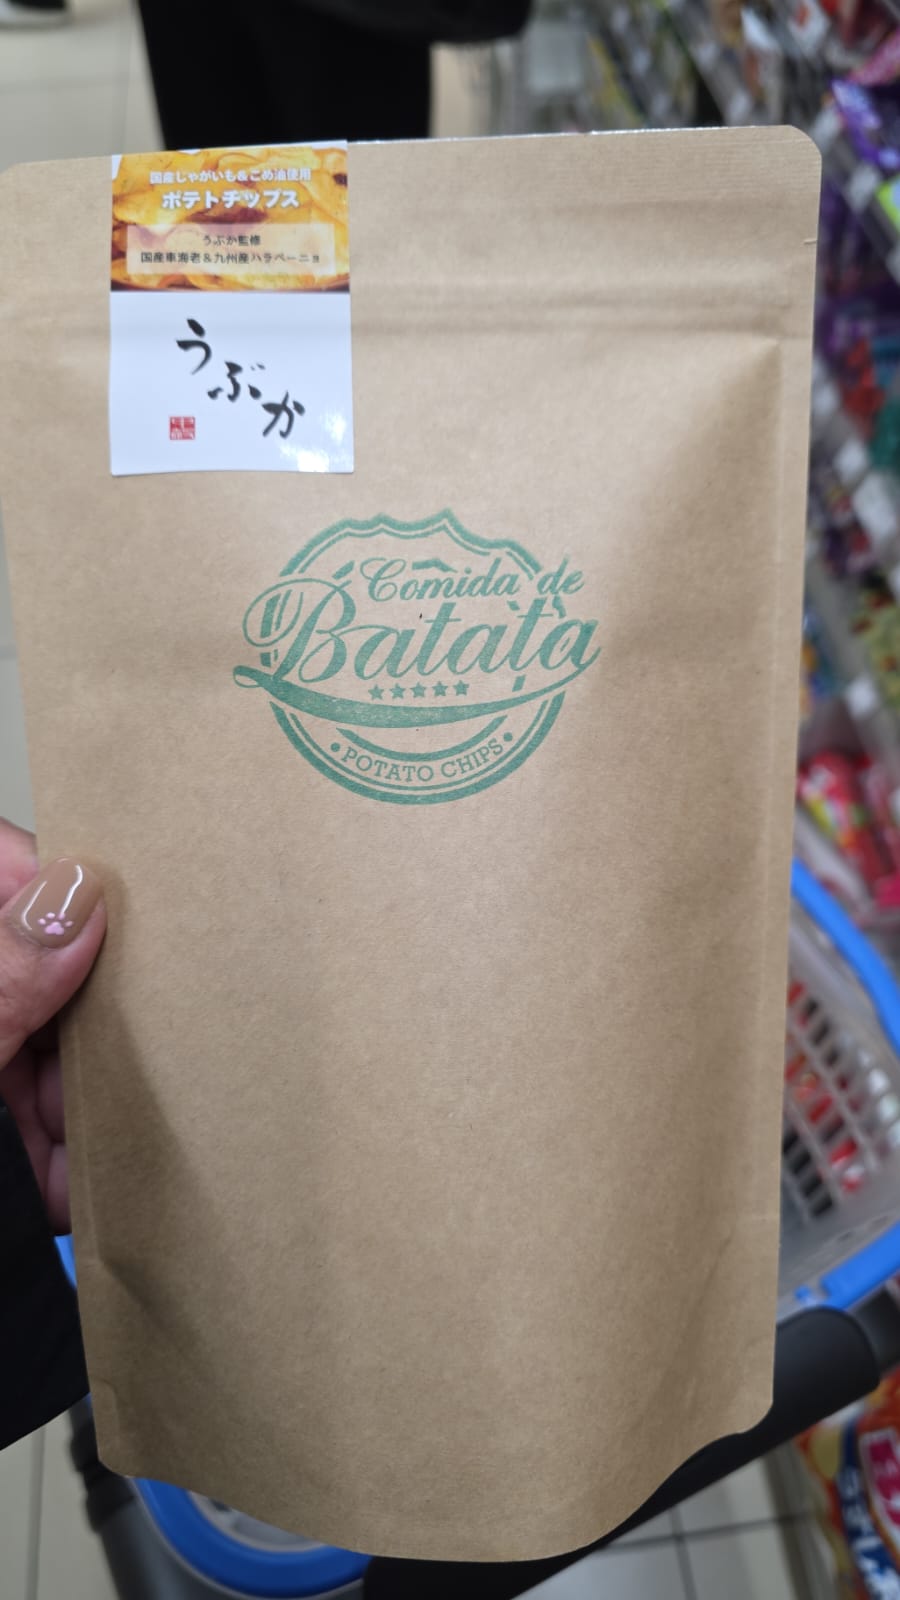 国産じゃがいも&こめ油使用
ポテトチップス
うぶか監修
国産車海老&九州産ハラペーニョ
うぶか
Comida de
Batata
POTATO CHIPS